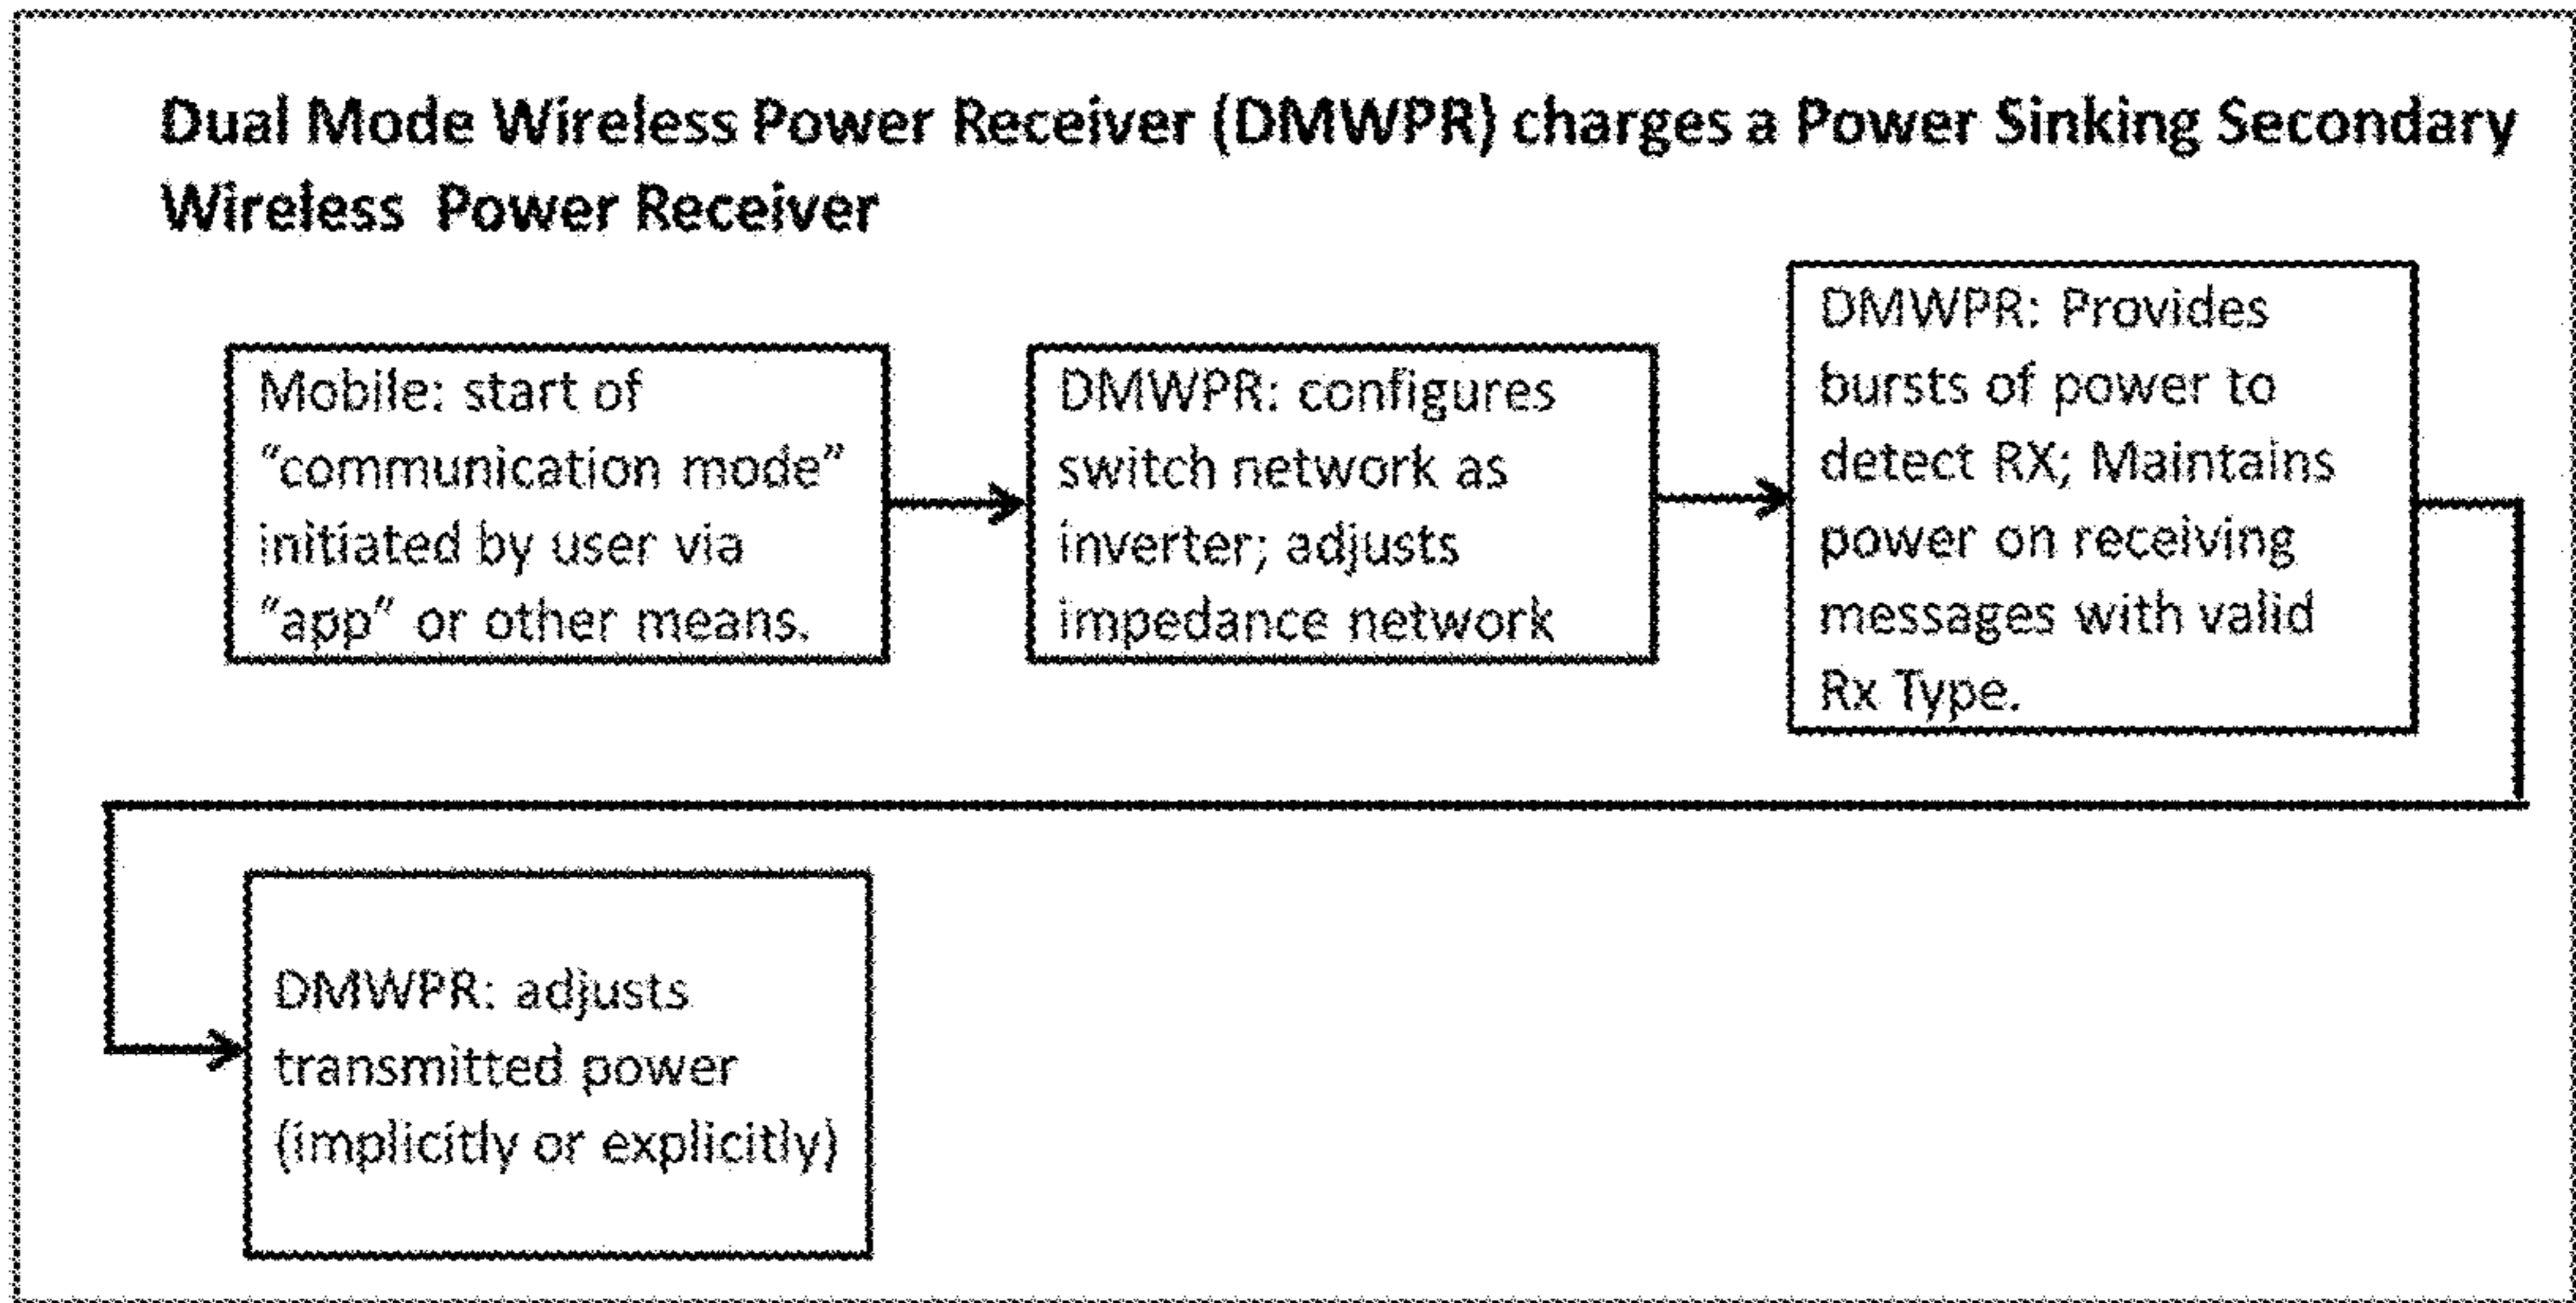 Dual Mode Wireless Power Receiver (DMWPR) charges a Power Sinking Secondary
Wireless Power Receiver
Mobile: start of
“communication mode”
initiated by user via
“app” or other means.
DMWPR: configures
switch network as
inverter; adjusts
impedance network
DMWPR: Provides
bursts of power to
detect RX; Maintains
power on receiving
messages with valid
Rx Type.
DMWPR: adjusts
transmitted power
(implicitly or explicitly)